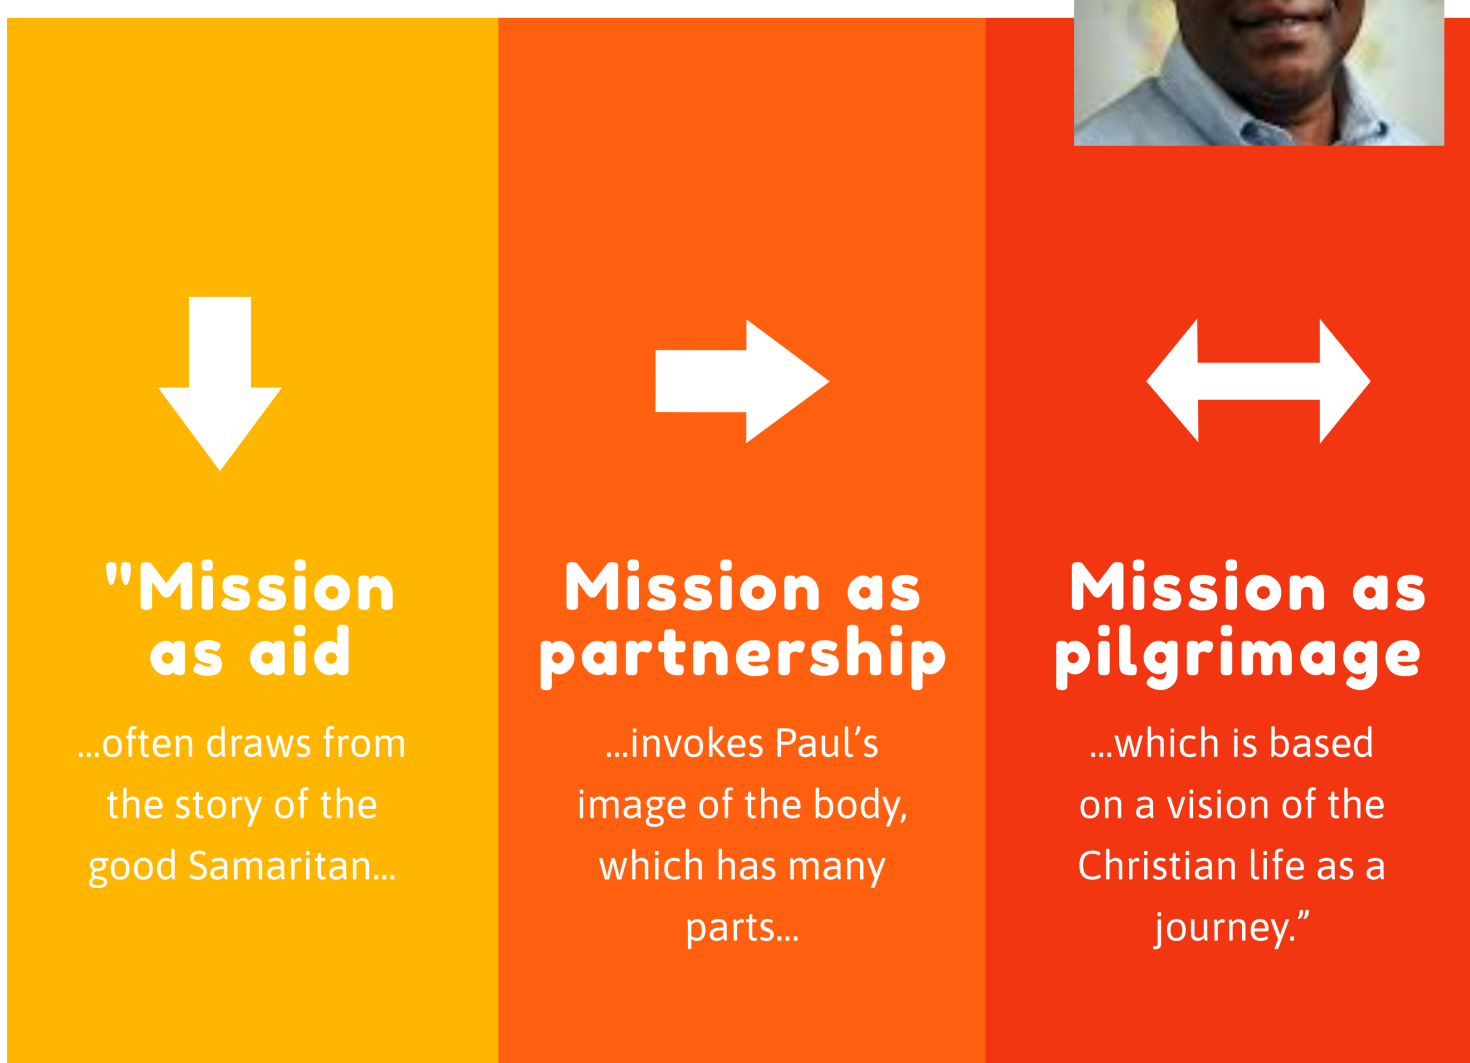 "Mission
as aid
...often draws from
the story of the
good Samaritan...
Mission as
partnership
...invokes Paul’s
image of the body,
which has many
parts...
Mission as
pilgrimage
...which is based
on a vision of the
Christian life as a
journey.”